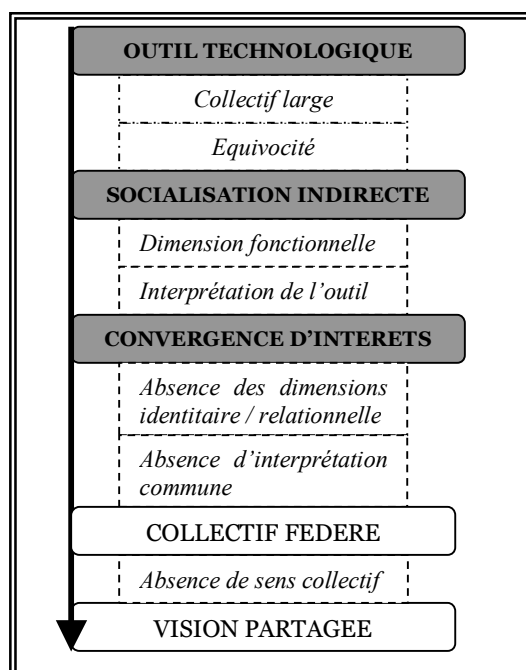 OUTIL TECHNOLOGIQUE
Collectif large
Equivocité
SOCIALISATION INDIRECTE
Dimension fonctionnelle
Interprétation de l'outil
CONVERGENCE D'INTERETS
Absence des dimensions
identitaire / relationnelle
Absence d'interprétation
commune
COLLECTIF FEDERE
Absence de sens collectif
VISION PARTAGEE